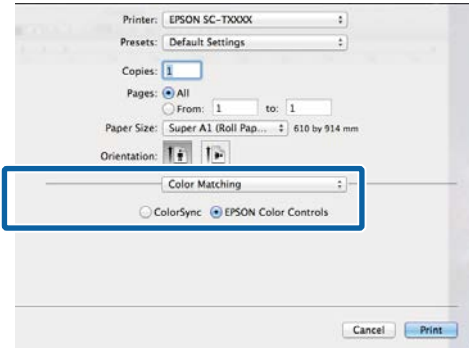 Printer: EPSON SC-TXXXX
Presets: Default Settings
Copies: 1
Pages: All
From: 1 to: 1
Paper Size: Super A1 (Roll Pap... 610 by 914 mm
Orientation:
Color Matching
ColorSync EPSON Color Controls
Cancel Print